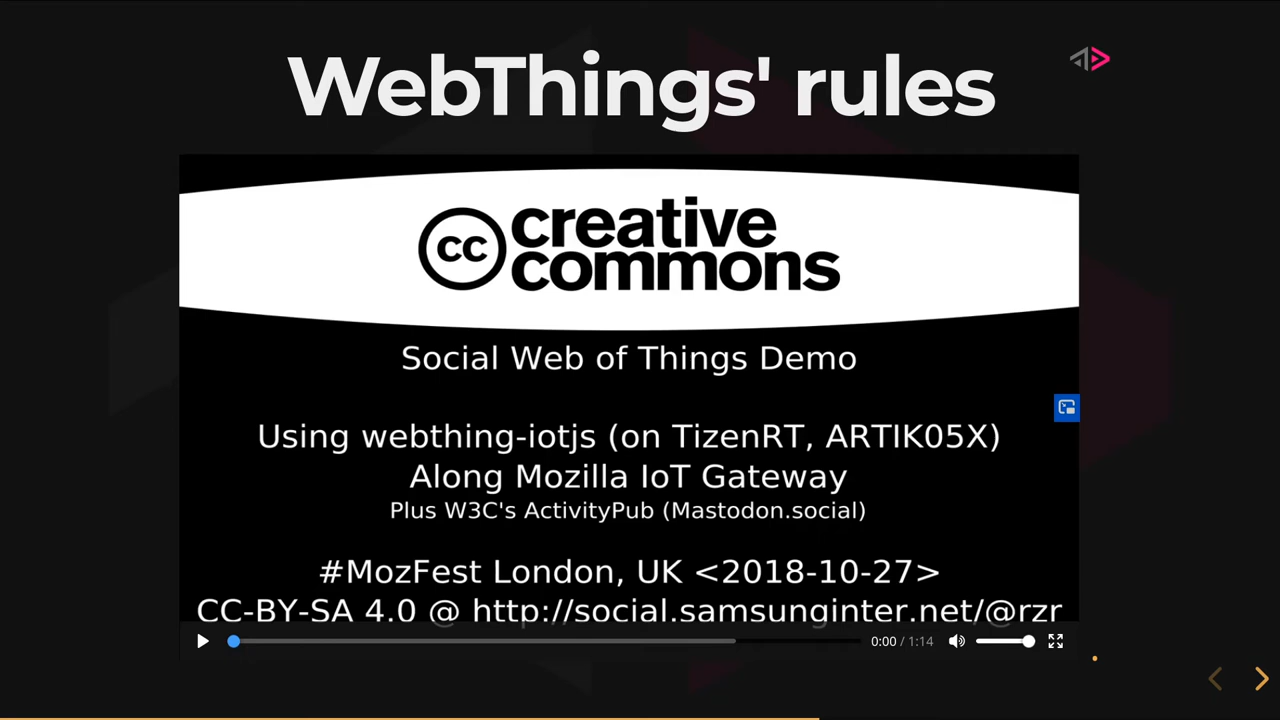 WebThings' rules
cc creative
commons
Social Web of Things Demo
Using webthing-iotjs (on TizenRT, ARTIK05X)
Along Mozilla IoT Gateway
Plus W3C's ActivityPub (Mastodon.social)
#MozFest London, UK <2018-10-27>
CC-BY-SA 4.0 @ http://social.samsunginter.net/@rzr
0:00 / 1:14